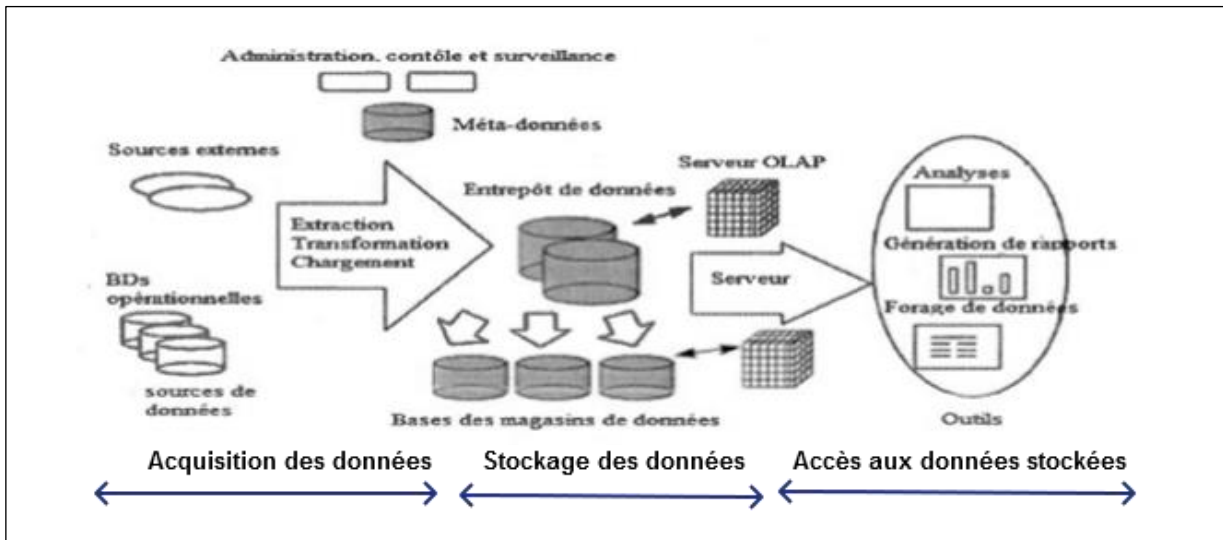 Administration, contôle et surveillance
Méta-données
Sources externes
Extraction
Transformation
Chargement
BDs
opérationnelles
sources de
données
Entrepôt de données
Serveur OLAP
Serveur
Bases des magasins de données
Analyses
Génération de rapports
Forage de données
Outils
Acquisition des données
Stockage des données
Accès aux données stockées